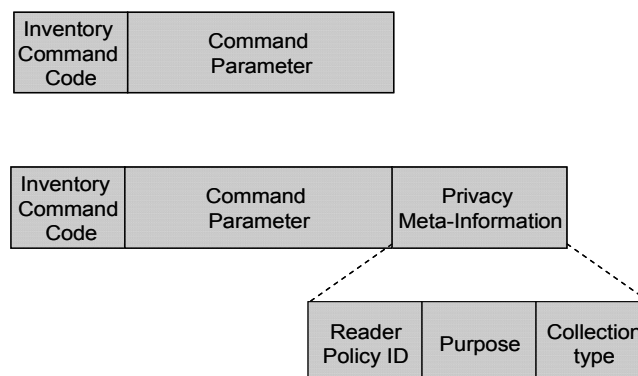 Inventory
Command
Code
Command
Parameter
Inventory
Command
Code
Command
Parameter
Privacy
Meta-Information
Reader
Policy ID
Purpose
Collection
type